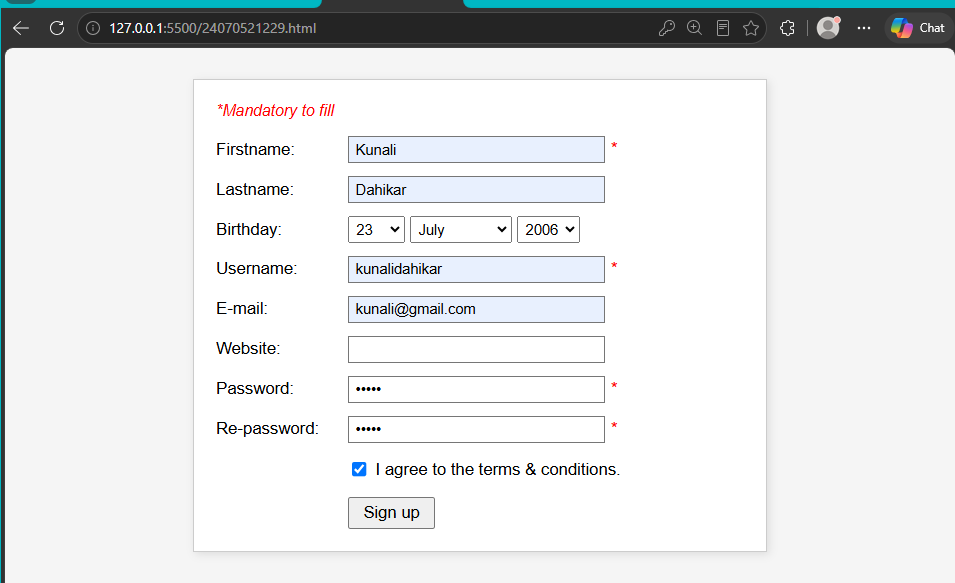 127.0.0.1:5500/24070521229.html
Chat
*Mandatory to fill
Firstname: Kunali *
Lastname: Dahikar
Birthday: 23 July 2006
Username: kunalidahikar *
E-mail: kunali@gmail.com
Website:
Password: ••••• *
Re-password: ••••• *
I agree to the terms & conditions.
Sign up